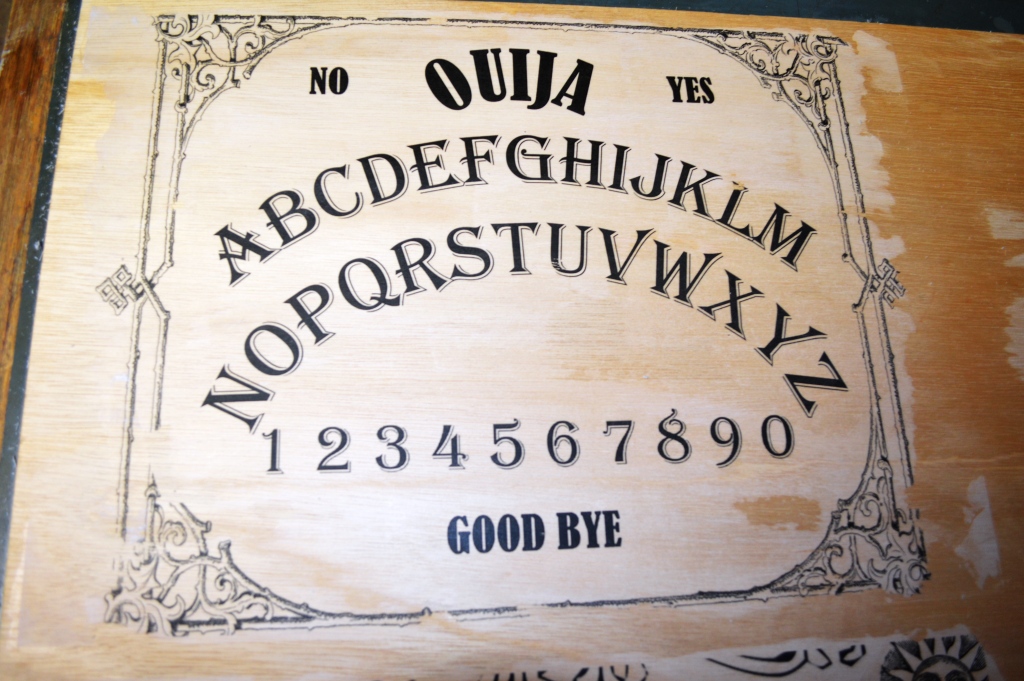 NO OUIJA YES
ABCDEFGHIJKLM
NOPQRSTUVWXYZ
1234567890
GOOD BYE